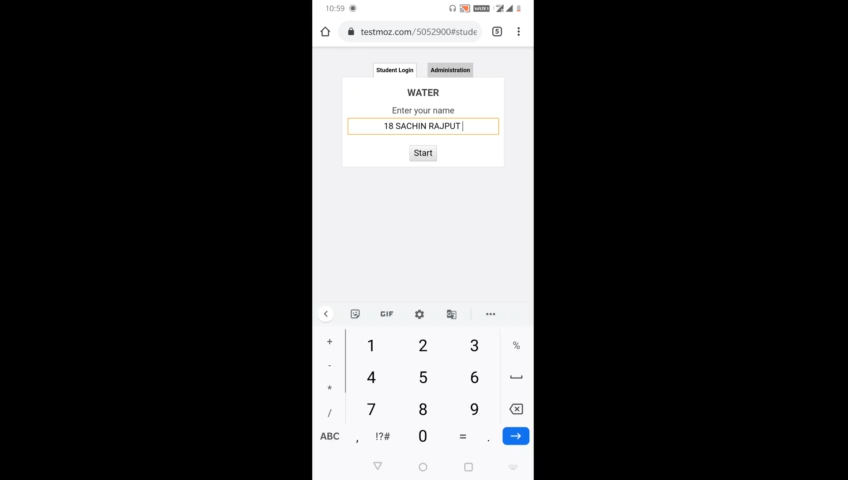 10:59
testmoz.com/5052900#stude
5
Student Login
Administration
WATER
Enter your name
18 SACHIN RAJPUT
Start
GIF
+ 1 2 3 %
- 4 5 6
*
/ 7 8 9
ABC , !?# 0 = .